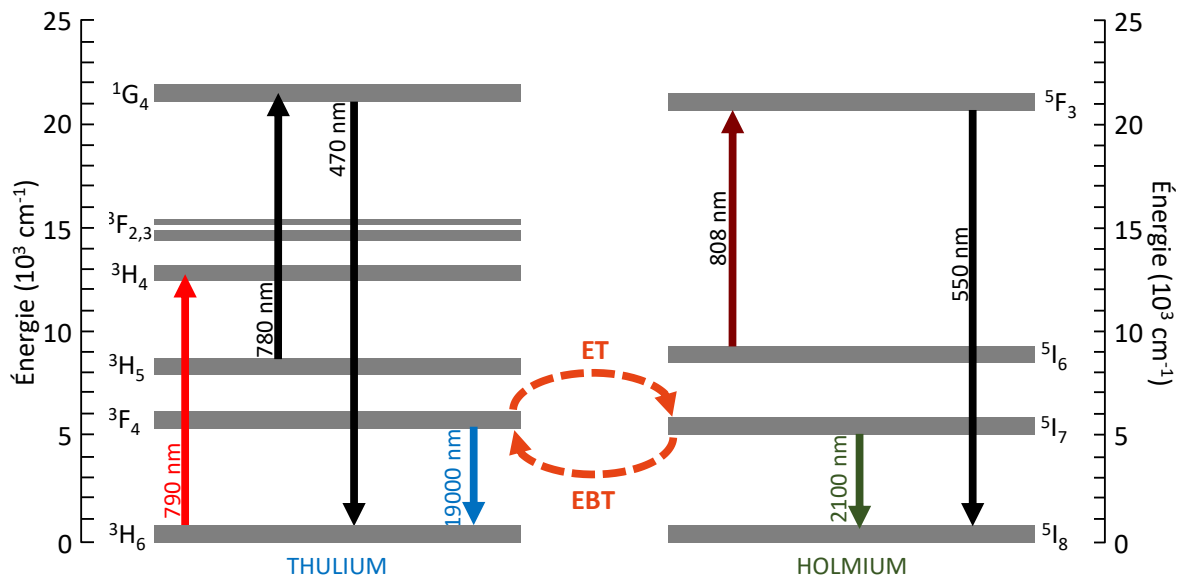 25
20
15
10
5
0
Énergie (10³ cm⁻¹)
¹G₄
³F₂,₃
³H₄
³H₅
³F₄
³H₆
790 nm
780 nm
470 nm
19000 nm
THULIUM
ET
EBT
808 nm
2100 nm
550 nm
HOLMIUM
⁵F₃
⁵I₆
⁵I₇
⁵I₈
25
20
15
10
5
0
Énergie (10³ cm⁻¹)